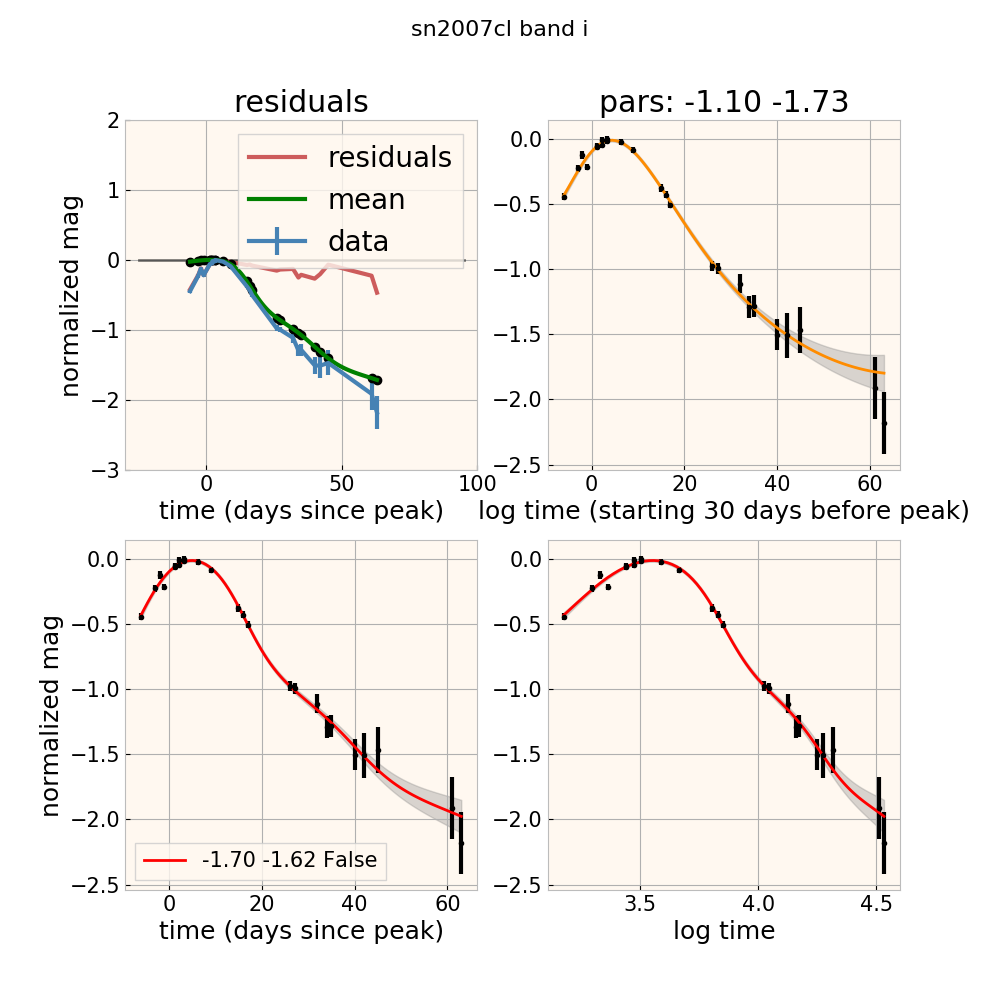 sn2007cl band i
residuals
pars: -1.10 -1.73
normalized mag
2
1
0
−1
−2
−3
residuals
mean
data
0
50
100
time (days since peak)
0.0
−0.5
−1.0
−1.5
−2.0
−2.5
0
20
40
60
log time (starting 30 days before peak)
normalized mag
0.0
−0.5
−1.0
−1.5
−2.0
−2.5
-1.70 -1.62 False
0
20
40
60
time (days since peak)
0.0
−0.5
−1.0
−1.5
−2.0
−2.5
3.5
4.0
4.5
log time